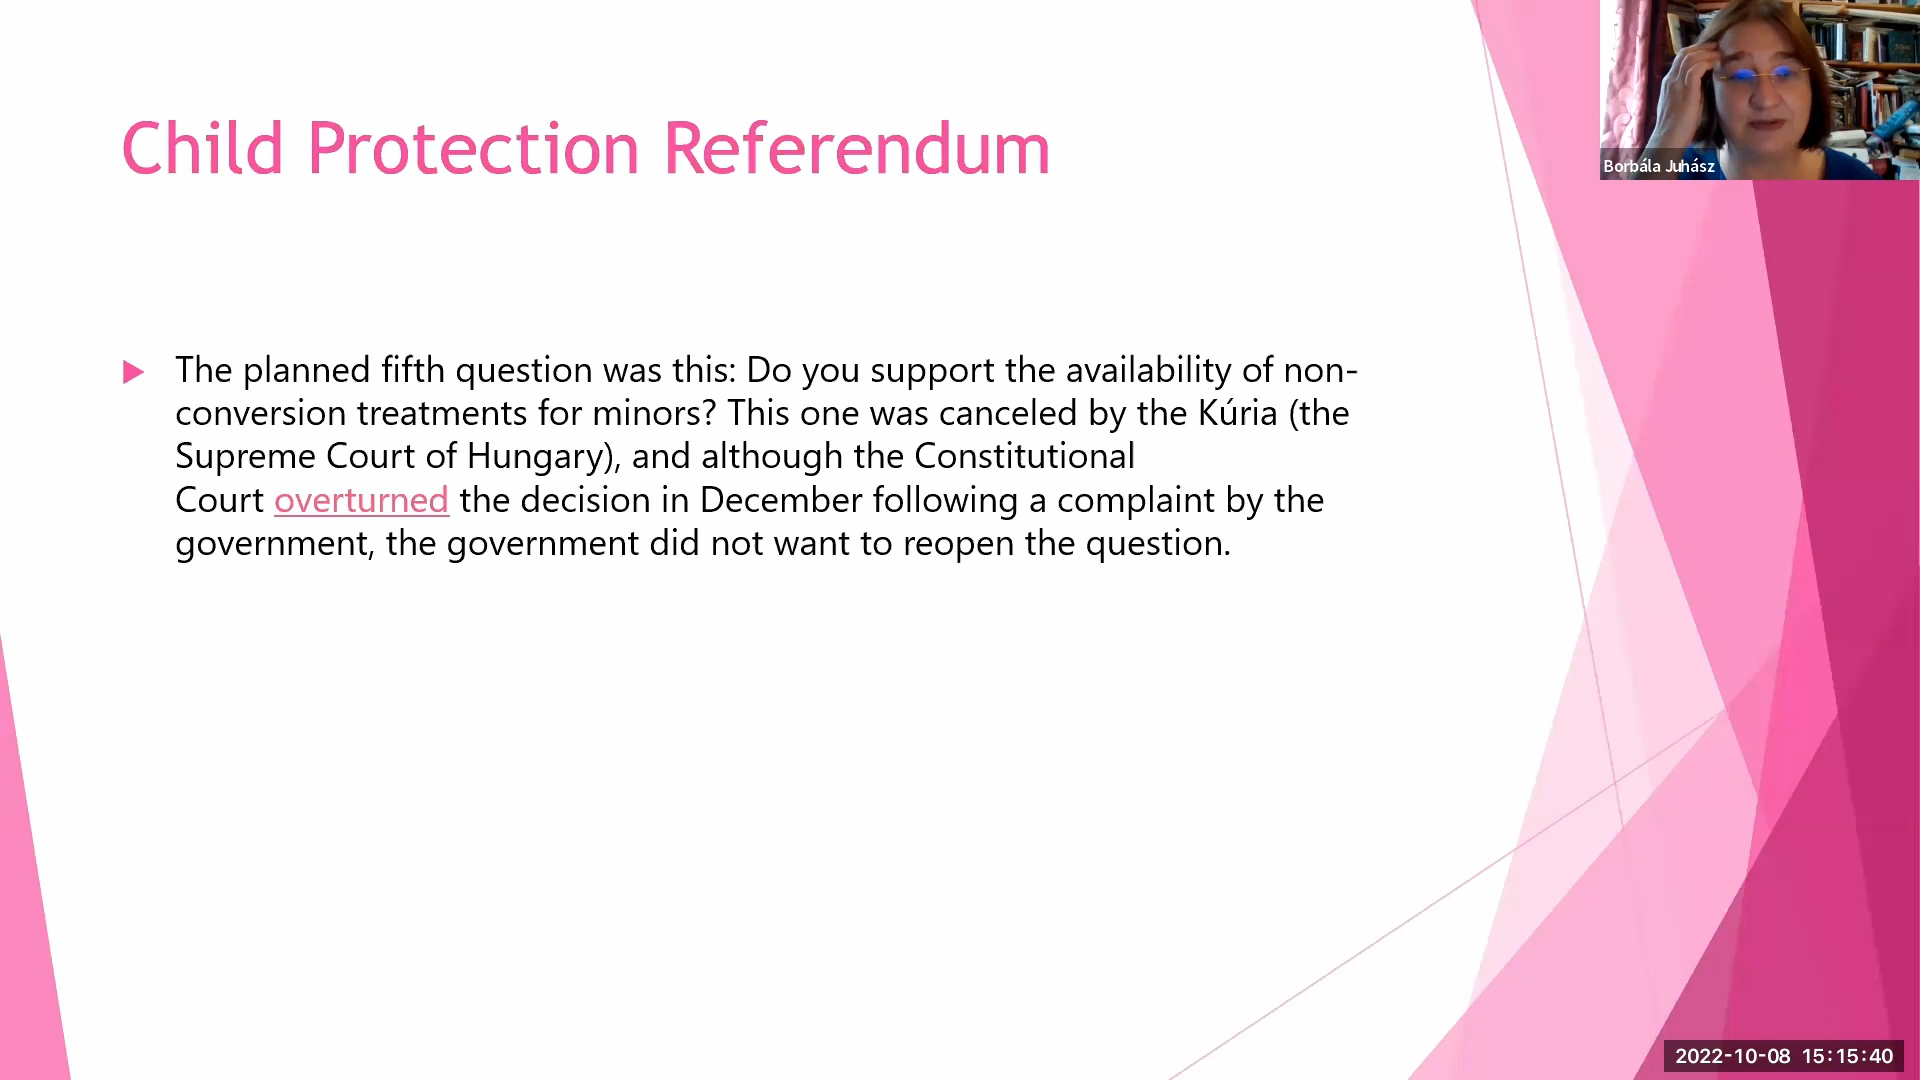 Child Protection Referendum
The planned fifth question was this: Do you support the availability of non-
conversion treatments for minors? This one was canceled by the Kúria (the
Supreme Court of Hungary), and although the Constitutional
Court overturned the decision in December following a complaint by the
government, the government did not want to reopen the question.
Borbála Juhász
2022-10-08 15:15:40